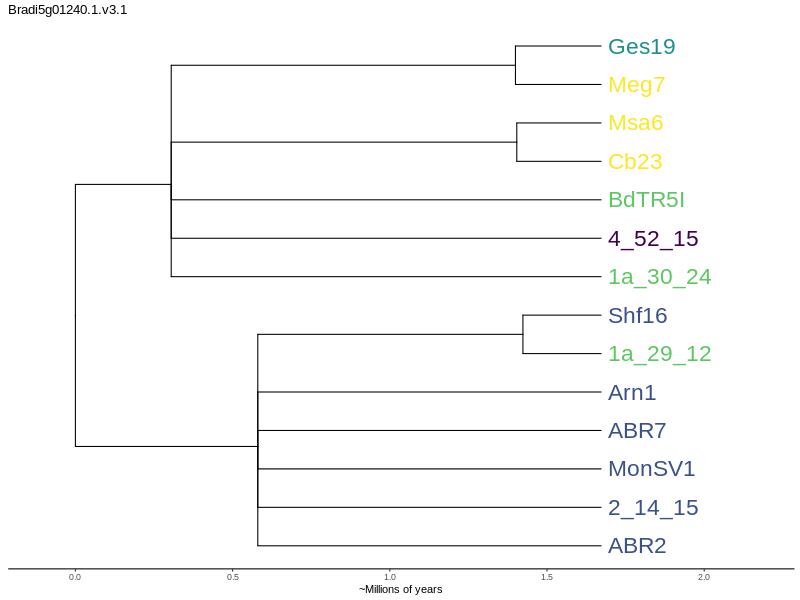 Bradi5g01240.1.v3.1
Ges19
Meg7
Msa6
Cb23
BdTR5I
4_52_15
1a_30_24
Shf16
1a_29_12
Arn1
ABR7
MonSV1
2_14_15
ABR2
0.0 0.5 1.0 1.5 2.0
~Millions of years